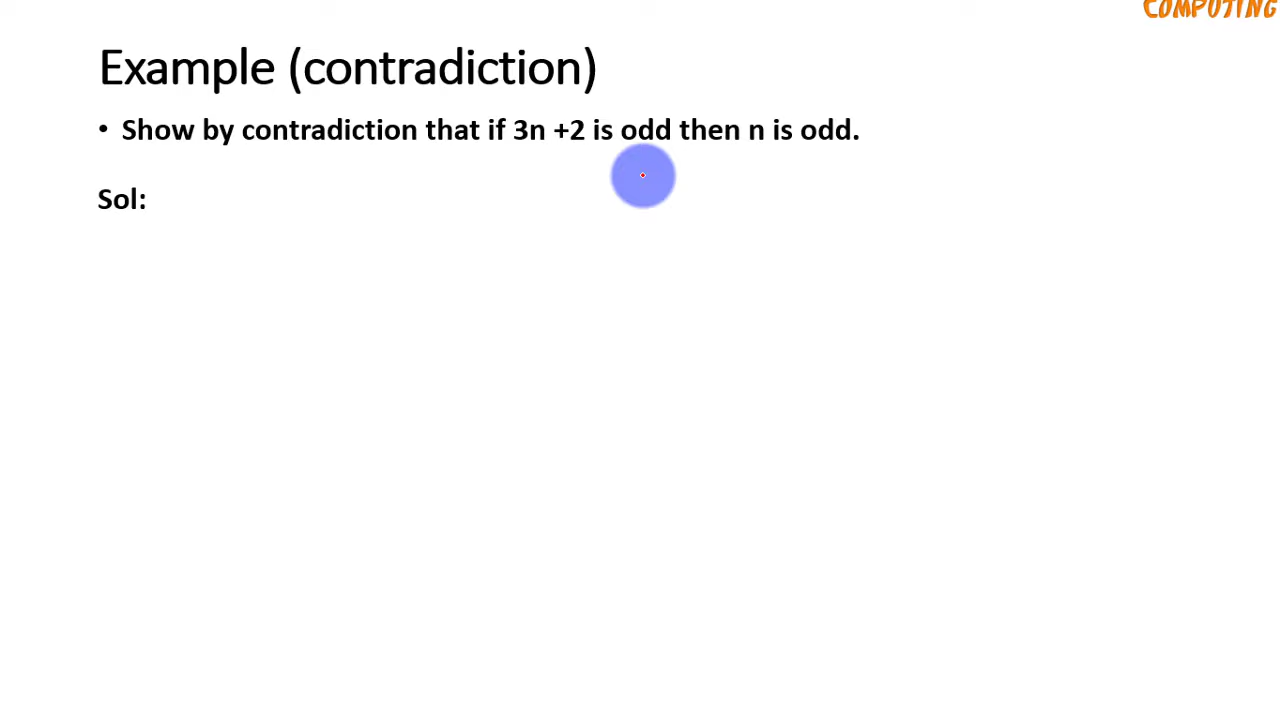 COMPUTING
Example (contradiction)
• Show by contradiction that if 3n +2 is odd then n is odd.
Sol: